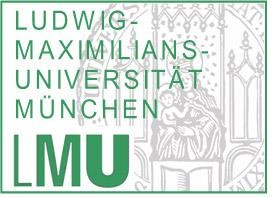 LUDWIG-
MAXIMILIANS-
UNIVERSITÄT
MÜNCHEN
LMU